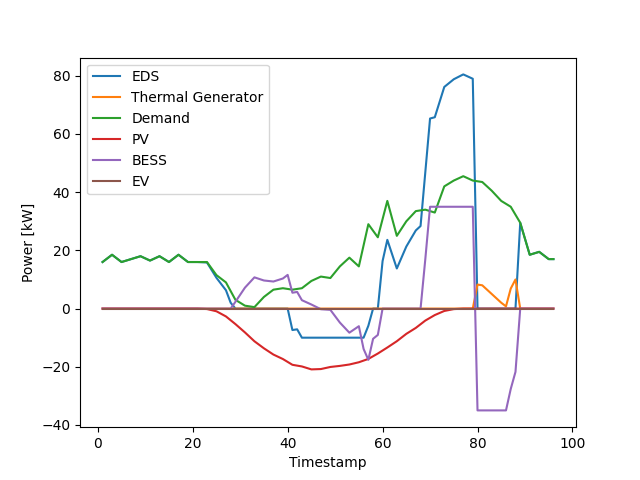 EDS
Thermal Generator
Demand
PV
BESS
EV
Power [kW]
80
60
40
20
0
−20
−40
0 20 40 60 80 100
Timestamp